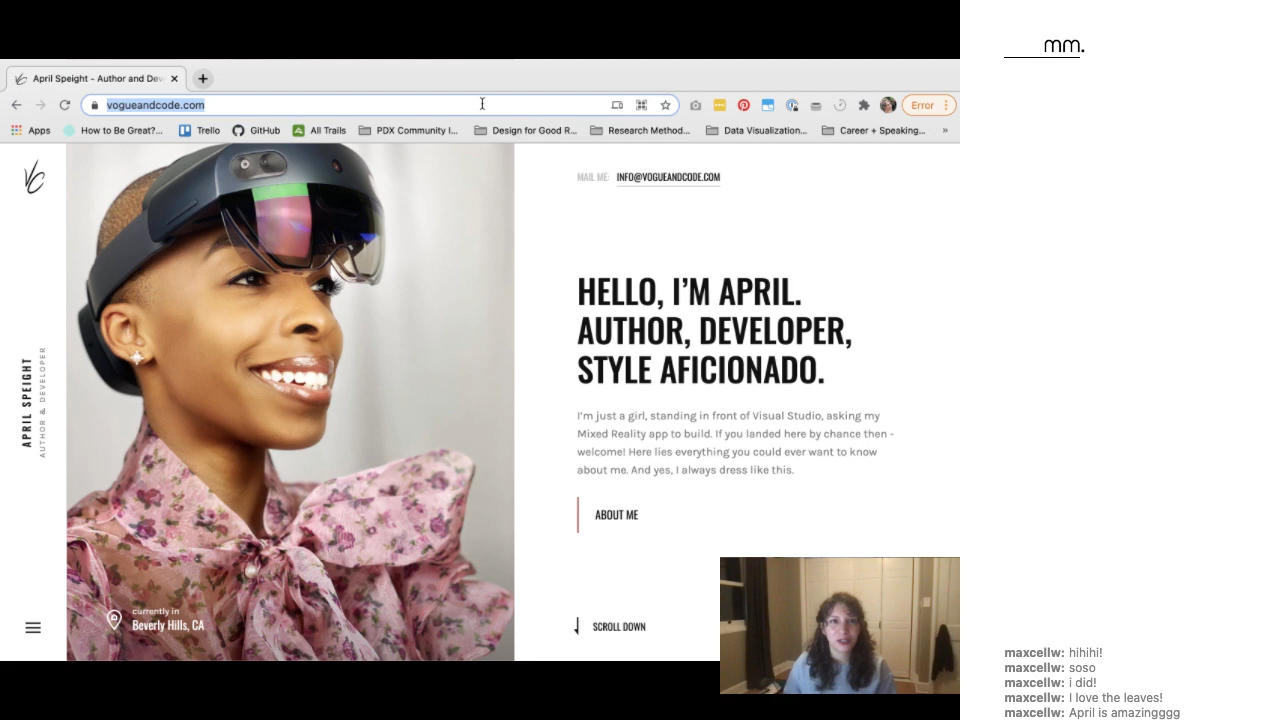 mm.
April Speight - Author and Dev
vogueandcode.com
Error
Apps
How to Be Great?...
Trello
GitHub
All Trails
PDX Community I...
Design for Good R...
Research Method...
Data Visualization...
Career + Speaking...
»
MAIL ME: INFO@VOGUEANDCODE.COM
HELLO, I'M APRIL.
AUTHOR, DEVELOPER,
STYLE AFICIONADO.
I'm just a girl, standing in front of Visual Studio, asking my
Mixed Reality app to build. If you landed here by chance then -
welcome! Here lies everything you could ever want to know
about me. And yes, I always dress like this.
ABOUT ME
SCROLL DOWN
APRIL SPEIGHT
AUTHOR & DEVELOPER
currently in
Beverly Hills, CA
maxcellw: hihihi!
maxcellw: soso
maxcellw: i did!
maxcellw: I love the leaves!
maxcellw: April is amazingggg